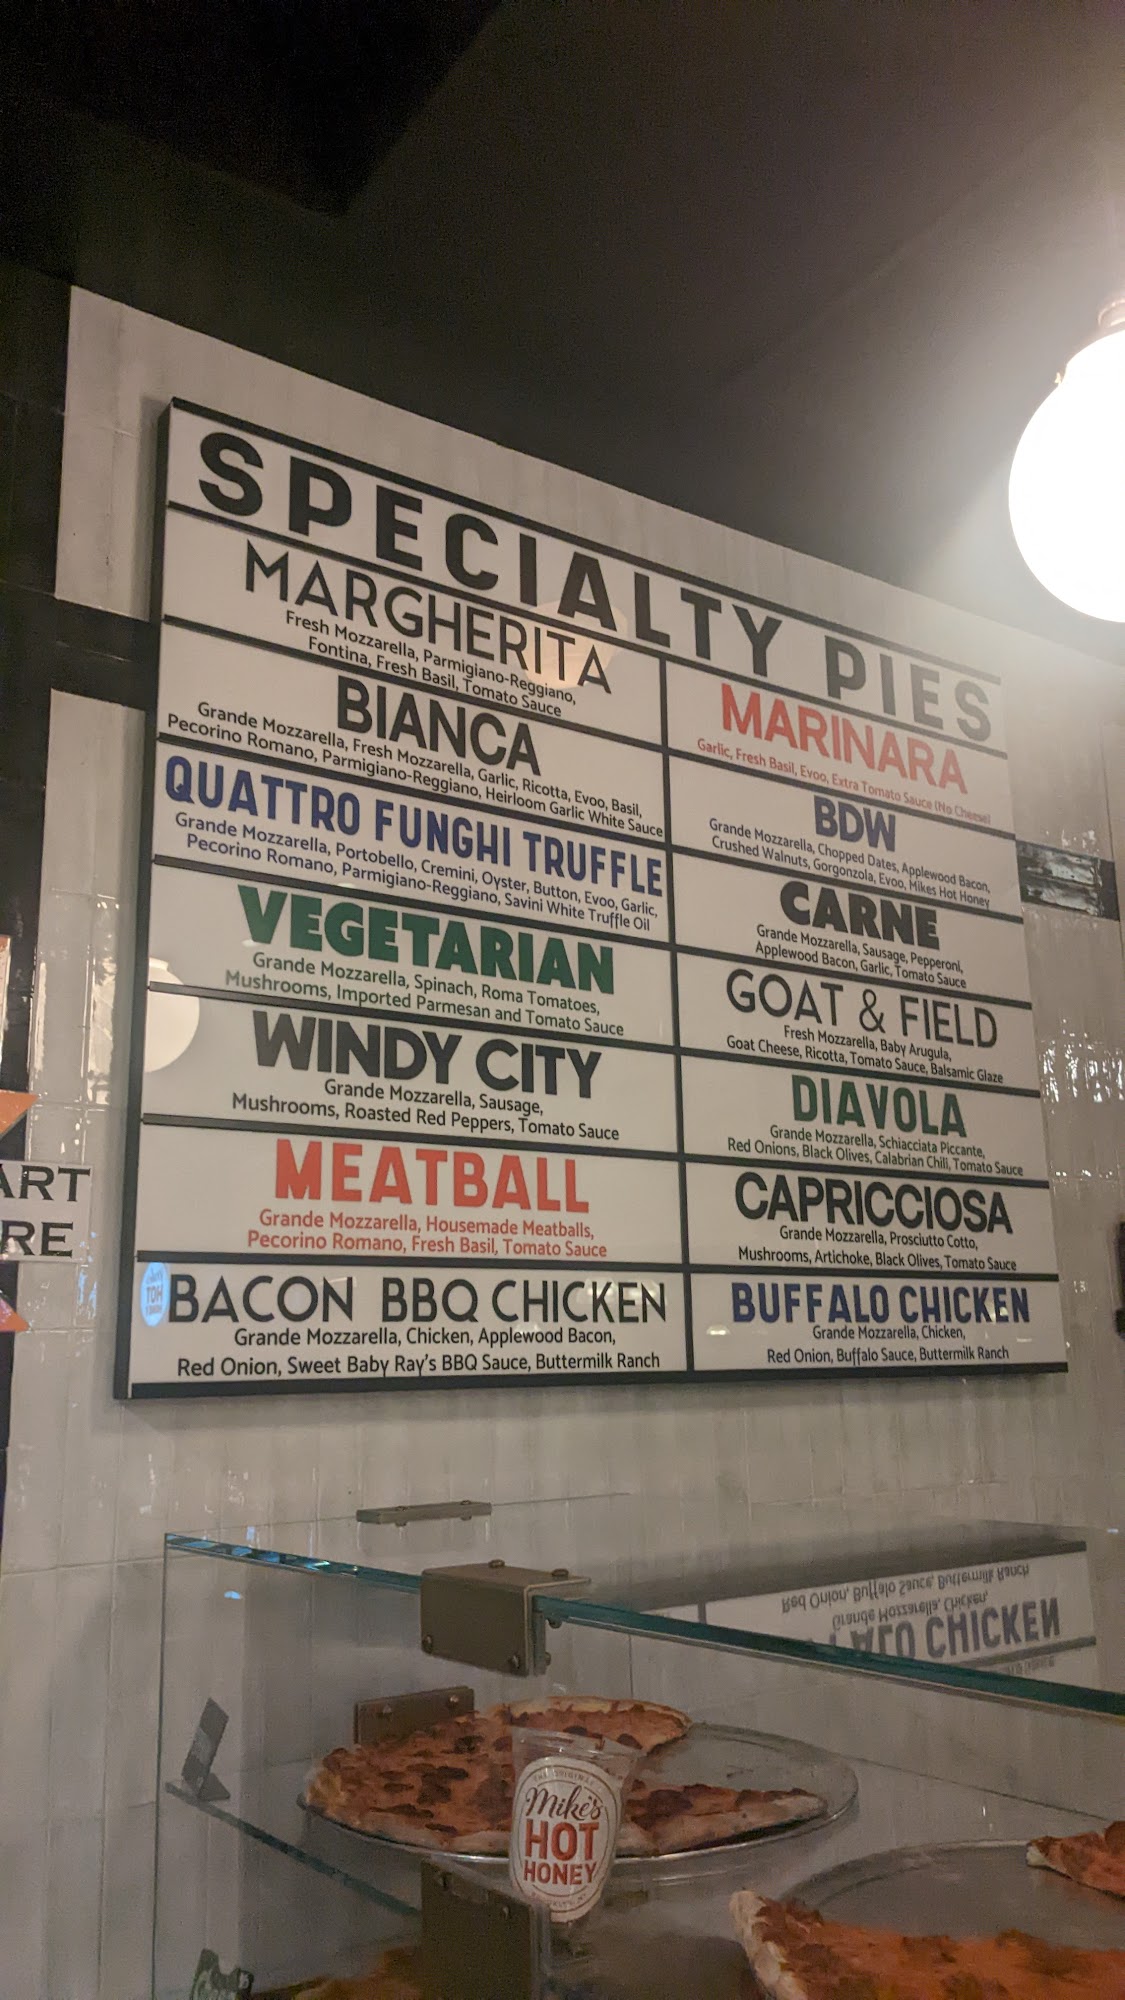 SPECIALTY PIES
MARGHERITA
Fresh Mozzarella, Parmigiano-Reggiano,
Fontina, Fresh Basil, Tomato Sauce
BIANCA
Grande Mozzarella, Fresh Mozzarella, Garlic, Ricotta, Evoo, Basil,
Pecorino Romano, Parmigiano-Reggiano, Heirloom Garlic White Sauce
QUATTRO FUNGHI TRUFFLE
Grande Mozzarella, Portobello, Cremini, Oyster, Button, Evoo, Garlic,
Pecorino Romano, Parmigiano-Reggiano, Savini White Truffle Oil
VEGETARIAN
Grande Mozzarella, Spinach, Roma Tomatoes,
Mushrooms, Imported Parmesan and Tomato Sauce
WINDY CITY
Grande Mozzarella, Sausage,
Mushrooms, Roasted Red Peppers, Tomato Sauce
MEATBALL
Grande Mozzarella, Housemade Meatballs,
Pecorino Romano, Fresh Basil, Tomato Sauce
BACON BBQ CHICKEN
Grande Mozzarella, Chicken, Applewood Bacon,
Red Onion, Sweet Baby Ray's BBQ Sauce, Buttermilk Ranch
MARINARA
Garlic, Fresh Basil, Evoo, Extra Tomato Sauce (No Cheese)
BDW
Grande Mozzarella, Chopped Dates, Applewood Bacon,
Crushed Walnuts, Gorgonzola, Evoo, Mikes Hot Honey
CARNE
Grande Mozzarella, Sausage, Pepperoni,
Applewood Bacon, Garlic, Tomato Sauce
GOAT & FIELD
Fresh Mozzarella, Baby Arugula,
Goat Cheese, Ricotta, Tomato Sauce, Balsamic Glaze
DIAVOLA
Grande Mozzarella, Schiacciata Piccante,
Red Onions, Black Olives, Calabrian Chili, Tomato Sauce
CAPRICCIOSA
Grande Mozzarella, Prosciutto Cotto,
Mushrooms, Artichoke, Black Olives, Tomato Sauce
BUFFALO CHICKEN
Grande Mozzarella, Chicken,
Red Onion, Buffalo Sauce, Buttermilk Ranch
ART
RE
Mike's
HOT
HONEY